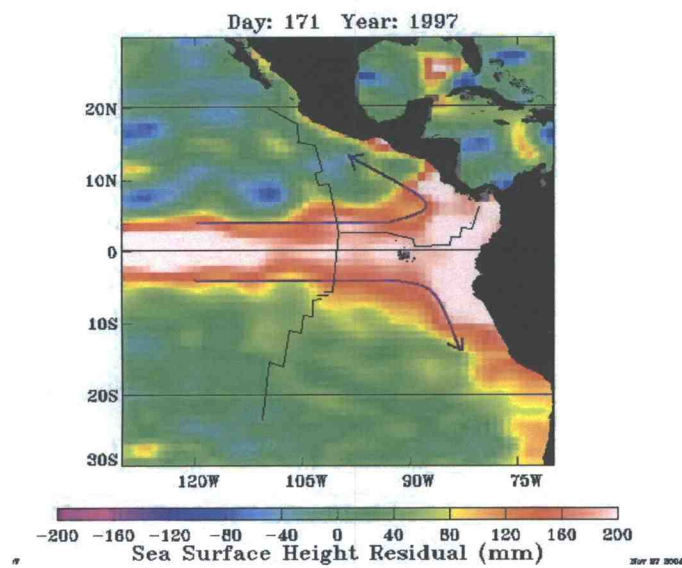 Day: 171 Year: 1997
20N
10N
0
10S
20S
30S
120W 105W 90W 75W
-200 -160 -120 -80 -40 0 40 80 120 160 200
Sea Surface Height Residual (mm)